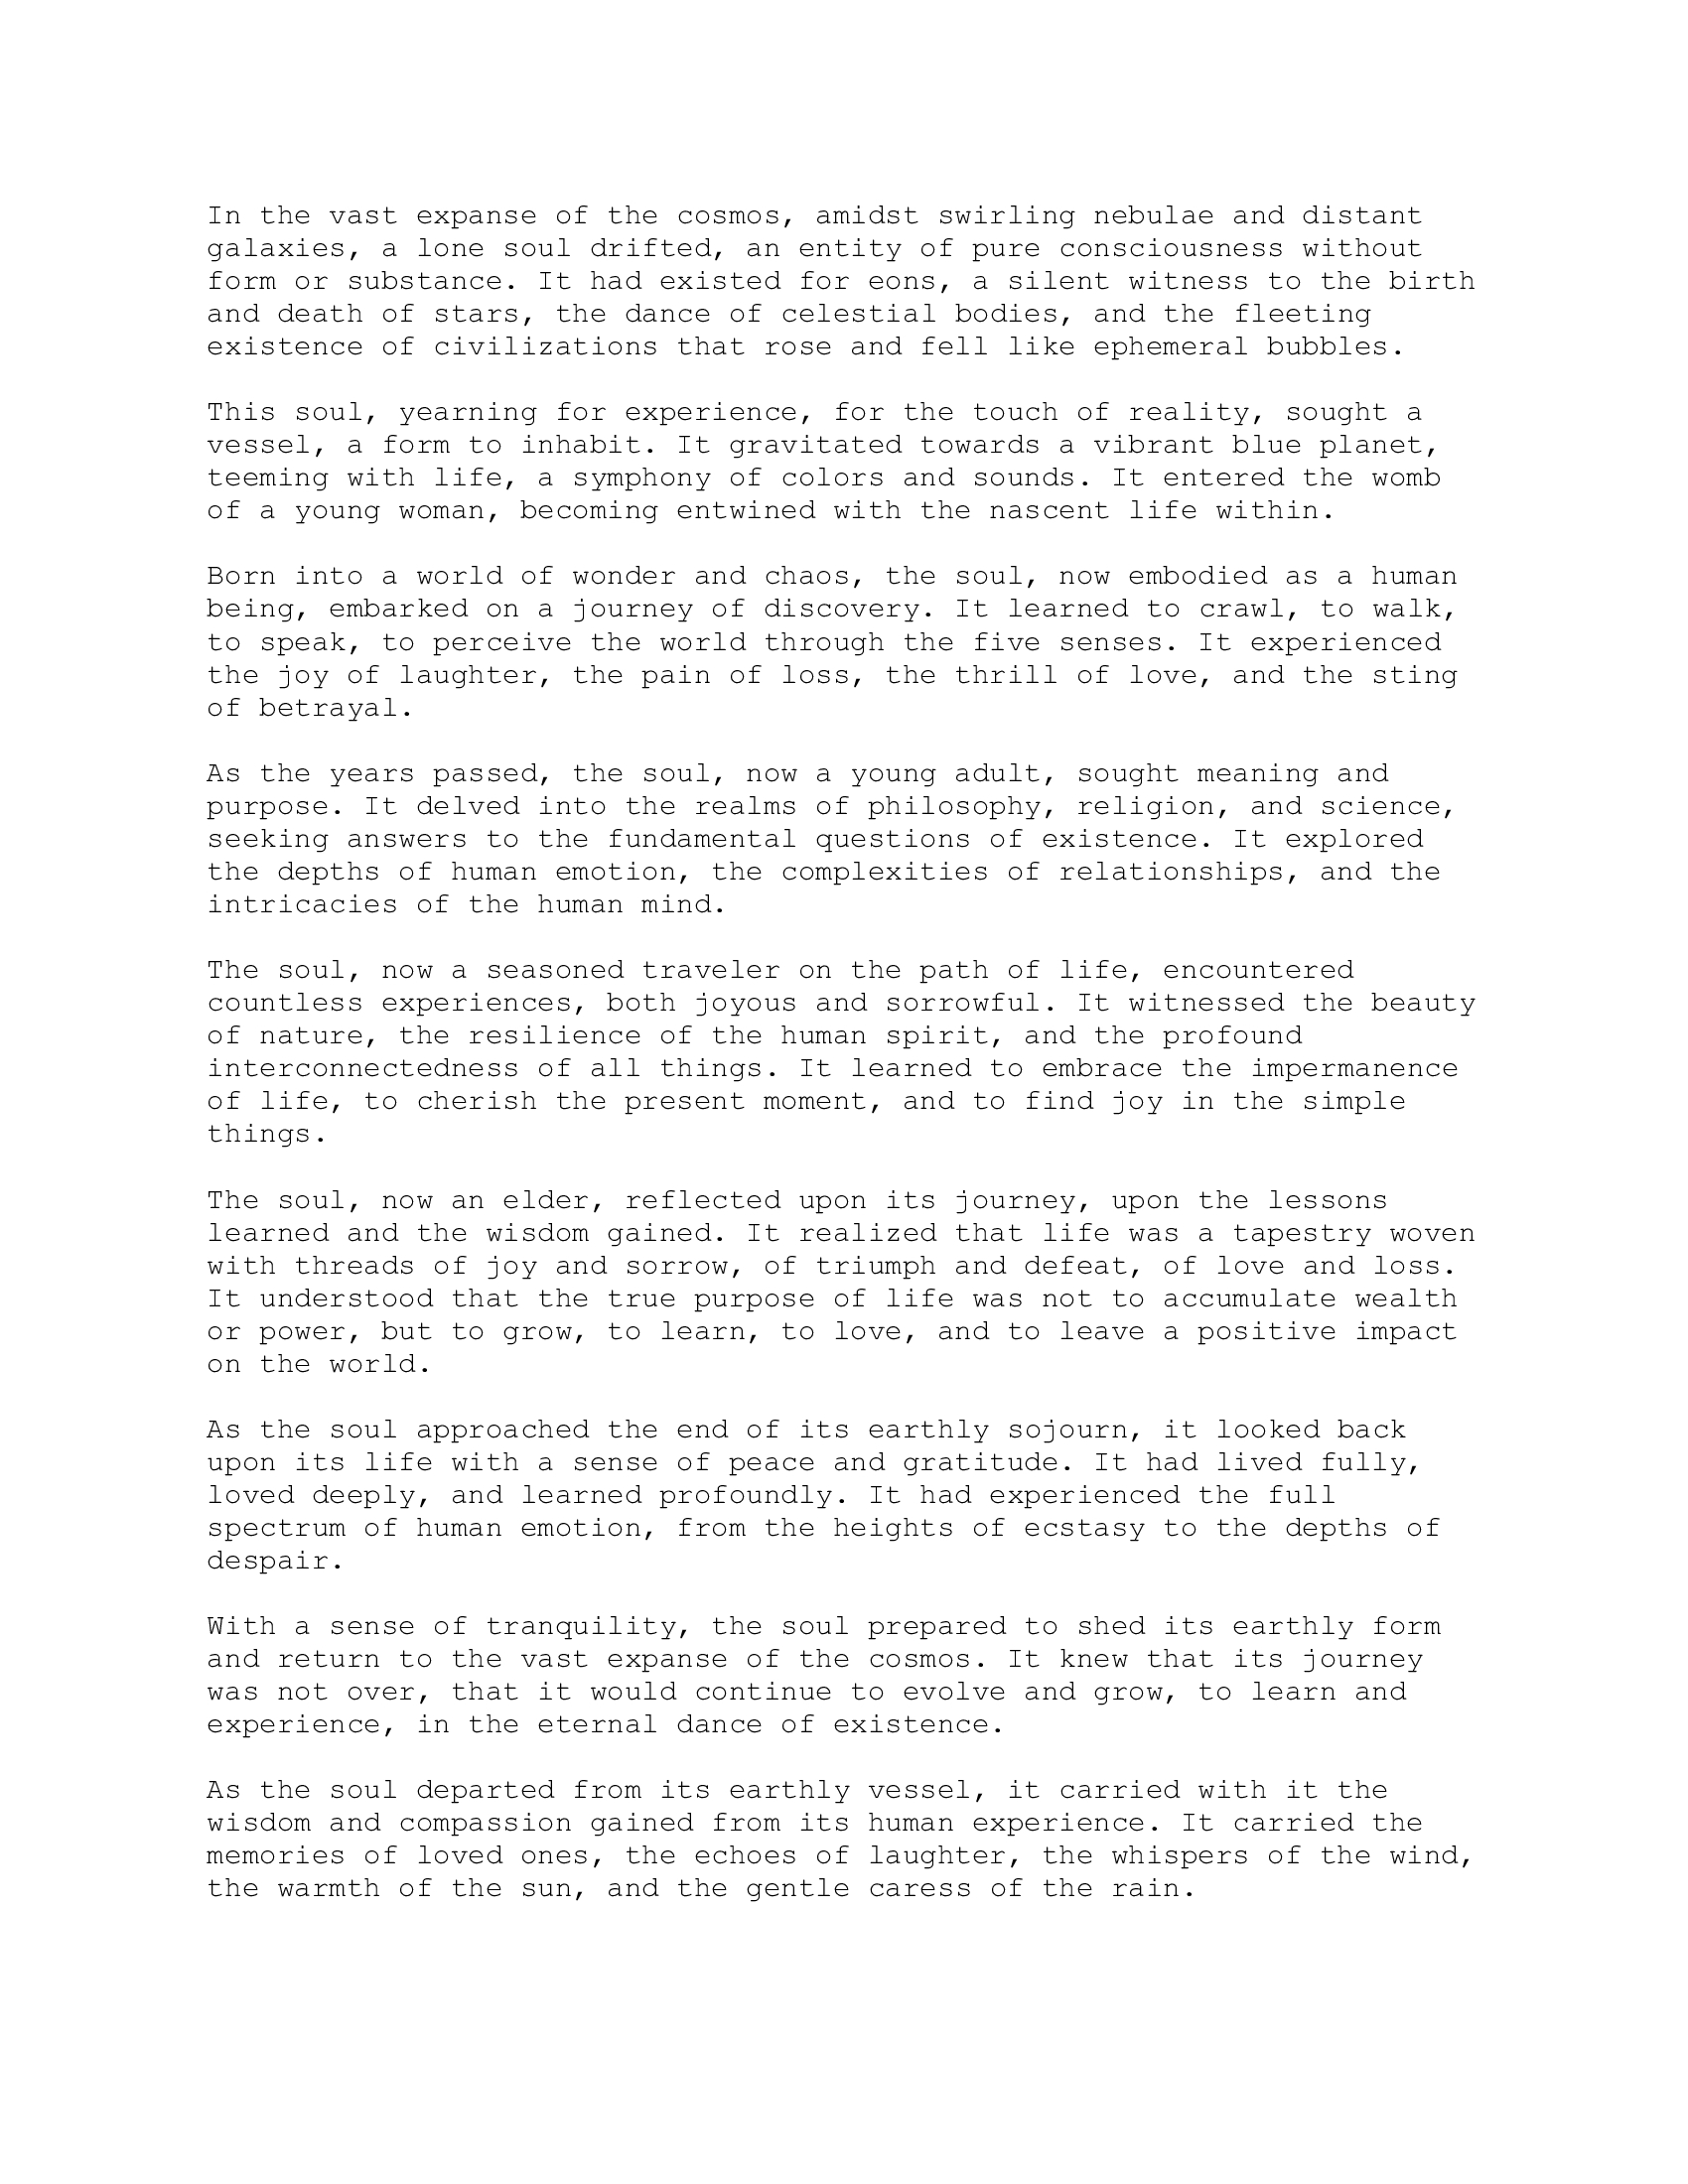 In the vast expanse of the cosmos, amidst swirling nebulae and distant
galaxies, a lone soul drifted, an entity of pure consciousness without
form or substance. It had existed for eons, a silent witness to the birth
and death of stars, the dance of celestial bodies, and the fleeting
existence of civilizations that rose and fell like ephemeral bubbles.

This soul, yearning for experience, for the touch of reality, sought a
vessel, a form to inhabit. It gravitated towards a vibrant blue planet,
teeming with life, a symphony of colors and sounds. It entered the womb
of a young woman, becoming entwined with the nascent life within.

Born into a world of wonder and chaos, the soul, now embodied as a human
being, embarked on a journey of discovery. It learned to crawl, to walk,
to speak, to perceive the world through the five senses. It experienced
the joy of laughter, the pain of loss, the thrill of love, and the sting
of betrayal.

As the years passed, the soul, now a young adult, sought meaning and
purpose. It delved into the realms of philosophy, religion, and science,
seeking answers to the fundamental questions of existence. It explored
the depths of human emotion, the complexities of relationships, and the
intricacies of the human mind.

The soul, now a seasoned traveler on the path of life, encountered
countless experiences, both joyous and sorrowful. It witnessed the beauty
of nature, the resilience of the human spirit, and the profound
interconnectedness of all things. It learned to embrace the impermanence
of life, to cherish the present moment, and to find joy in the simple
things.

The soul, now an elder, reflected upon its journey, upon the lessons
learned and the wisdom gained. It realized that life was a tapestry woven
with threads of joy and sorrow, of triumph and defeat, of love and loss.
It understood that the true purpose of life was not to accumulate wealth
or power, but to grow, to learn, to love, and to leave a positive impact
on the world.

As the soul approached the end of its earthly sojourn, it looked back
upon its life with a sense of peace and gratitude. It had lived fully,
loved deeply, and learned profoundly. It had experienced the full
spectrum of human emotion, from the heights of ecstasy to the depths of
despair.

With a sense of tranquility, the soul prepared to shed its earthly form
and return to the vast expanse of the cosmos. It knew that its journey
was not over, that it would continue to evolve and grow, to learn and
experience, in the eternal dance of existence.

As the soul departed from its earthly vessel, it carried with it the
wisdom and compassion gained from its human experience. It carried the
memories of loved ones, the echoes of laughter, the whispers of the wind,
the warmth of the sun, and the gentle caress of the rain.